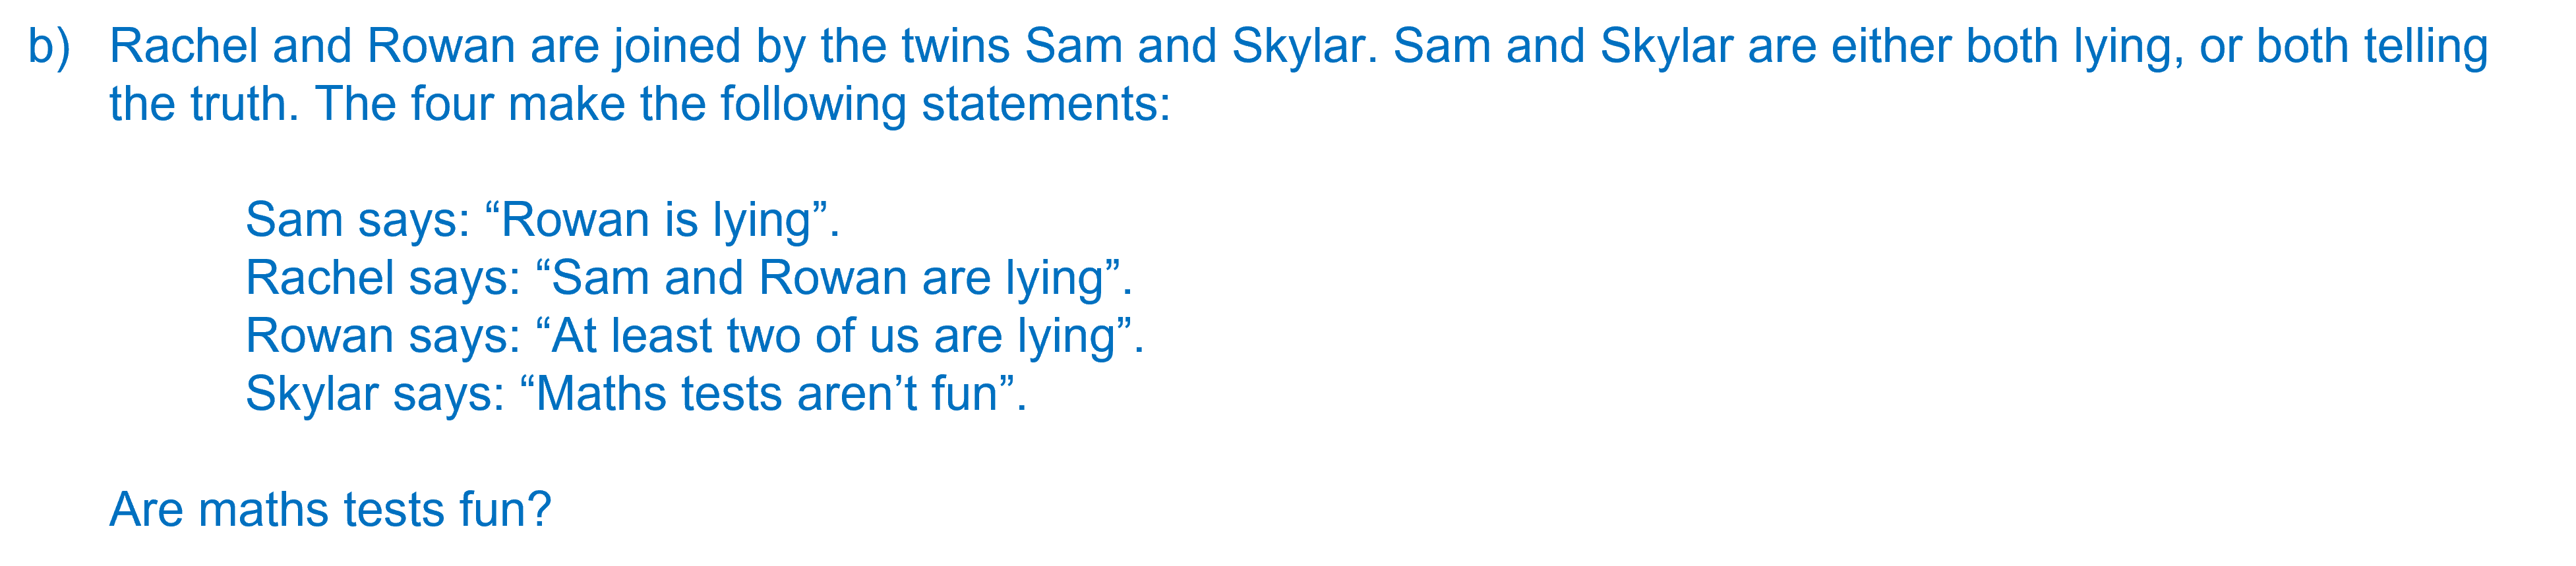 b) Rachel and Rowan are joined by the twins Sam and Skylar. Sam and Skylar are either both lying, or both telling
the truth. The four make the following statements:
Sam says: “Rowan is lying”.
Rachel says: “Sam and Rowan are lying”.
Rowan says: “At least two of us are lying”.
Skylar says: “Maths tests aren’t fun”.
Are maths tests fun?